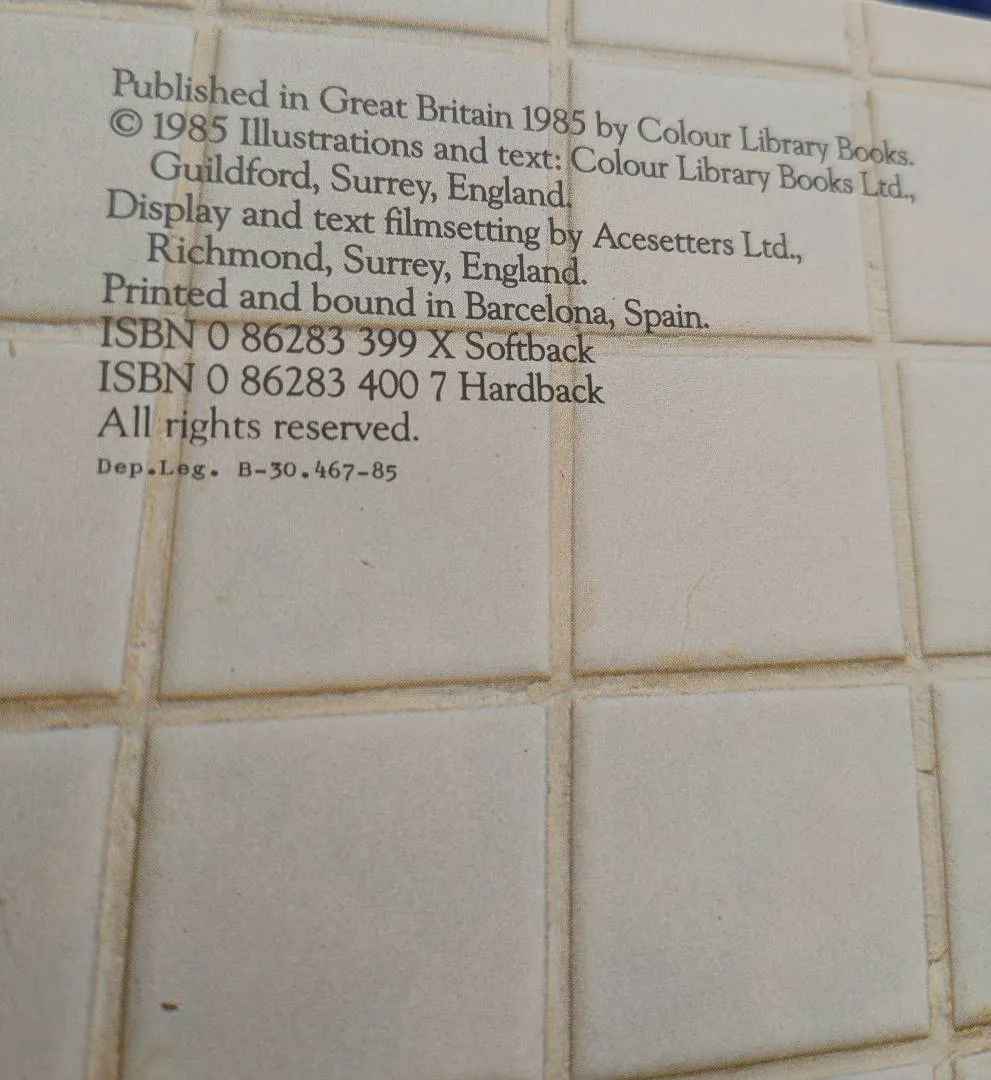 Published in Great Britain 1985 by Colour Library Books.
© 1985 Illustrations and text: Colour Library Books Ltd.,
Guildford, Surrey, England.
Display and text filmsetting by Acesetters Ltd.,
Richmond, Surrey, England.
Printed and bound in Barcelona, Spain.
ISBN 0 86283 399 X Softback
ISBN 0 86283 400 7 Hardback
All rights reserved.
Dep.Leg. B-30.467-85